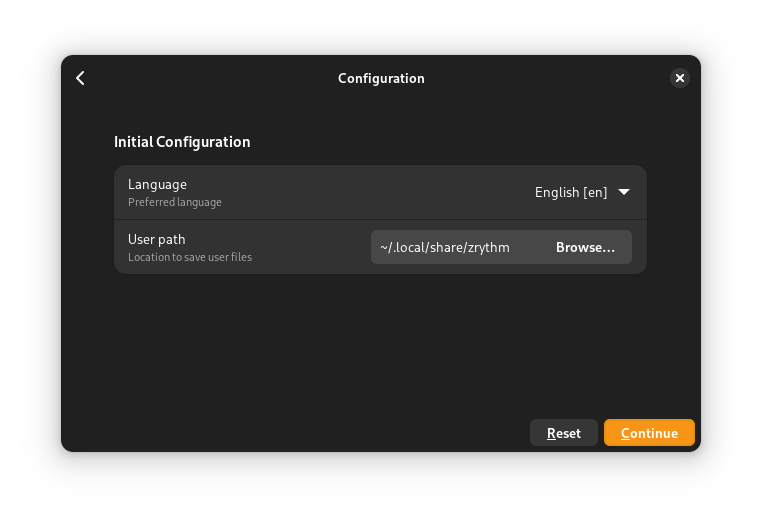 Configuration
Initial Configuration
Language
Preferred language
English [en]
User path
Location to save user files
~/.local/share/zrythm
Browse...
Reset
Continue